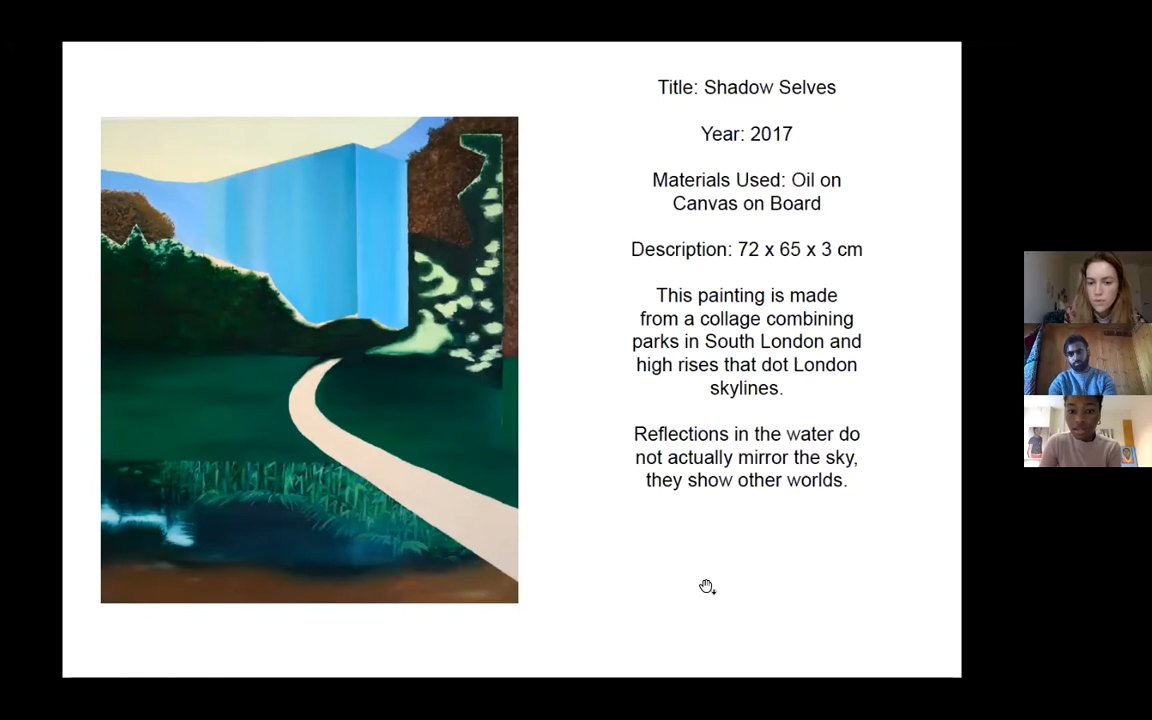 Title: Shadow Selves
Year: 2017
Materials Used: Oil on
Canvas on Board
Description: 72 x 65 x 3 cm
This painting is made
from a collage combining
parks in South London and
high rises that dot London
skylines.
Reflections in the water do
not actually mirror the sky,
they show other worlds.